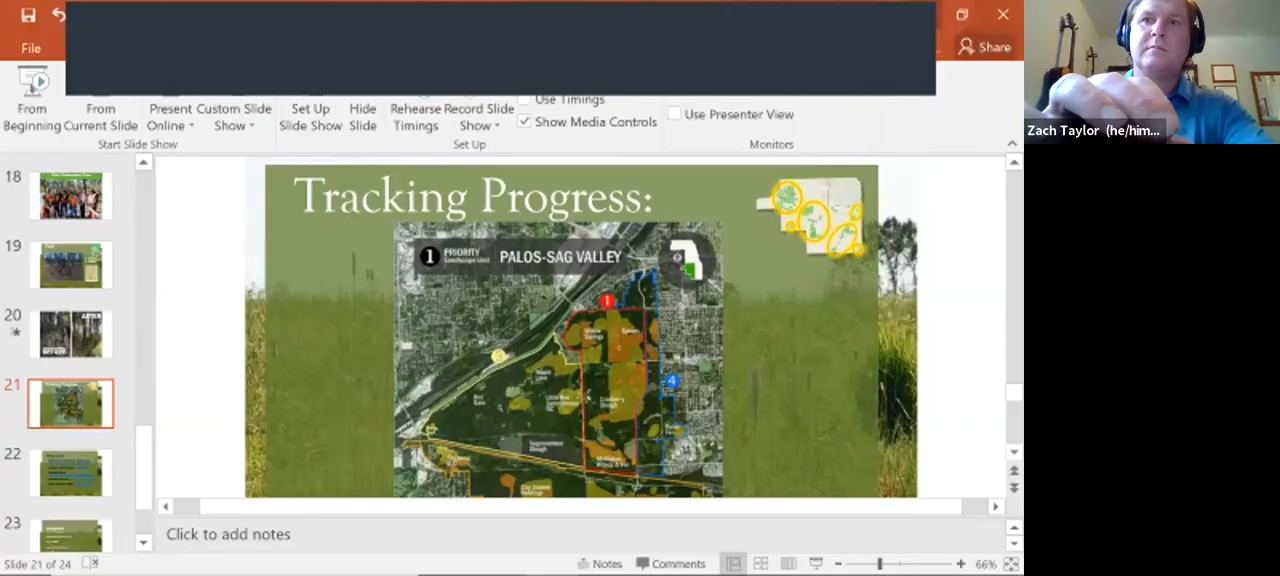 File
Share
From Beginning
From Current Slide
Present Online
Custom Slide Show
Set Up Slide Show
Hide Slide
Rehearse Timings
Record Slide Show
Use Timings
Show Media Controls
Use Presenter View
Start Slide Show
Set Up
Monitors
18
19
20
21
22
23
Tracking Progress:
1 PRIORITY PALOS-SAG VALLEY
1
4
Click to add notes
Slide 21 of 24
Notes
Comments
66%
Zach Taylor (he/him...